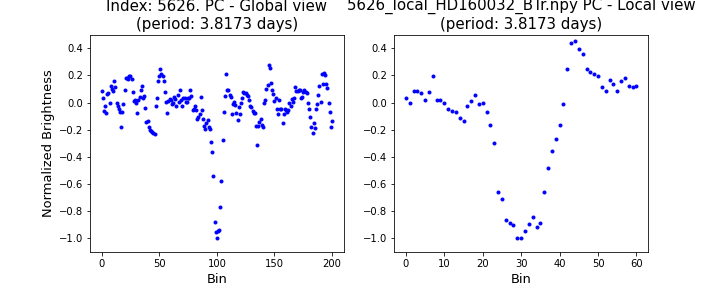 Index: 5626. PC - Global view
(period: 3.8173 days)
5626_local_HD160032_BTr.npy PC - Local view
(period: 3.8173 days)
Normalized Brightness
0.4
0.2
0.0
−0.2
−0.4
−0.6
−0.8
−1.0
0 50 100 150 200
Bin
0.4
0.2
0.0
−0.2
−0.4
−0.6
−0.8
−1.0
0 10 20 30 40 50 60
Bin